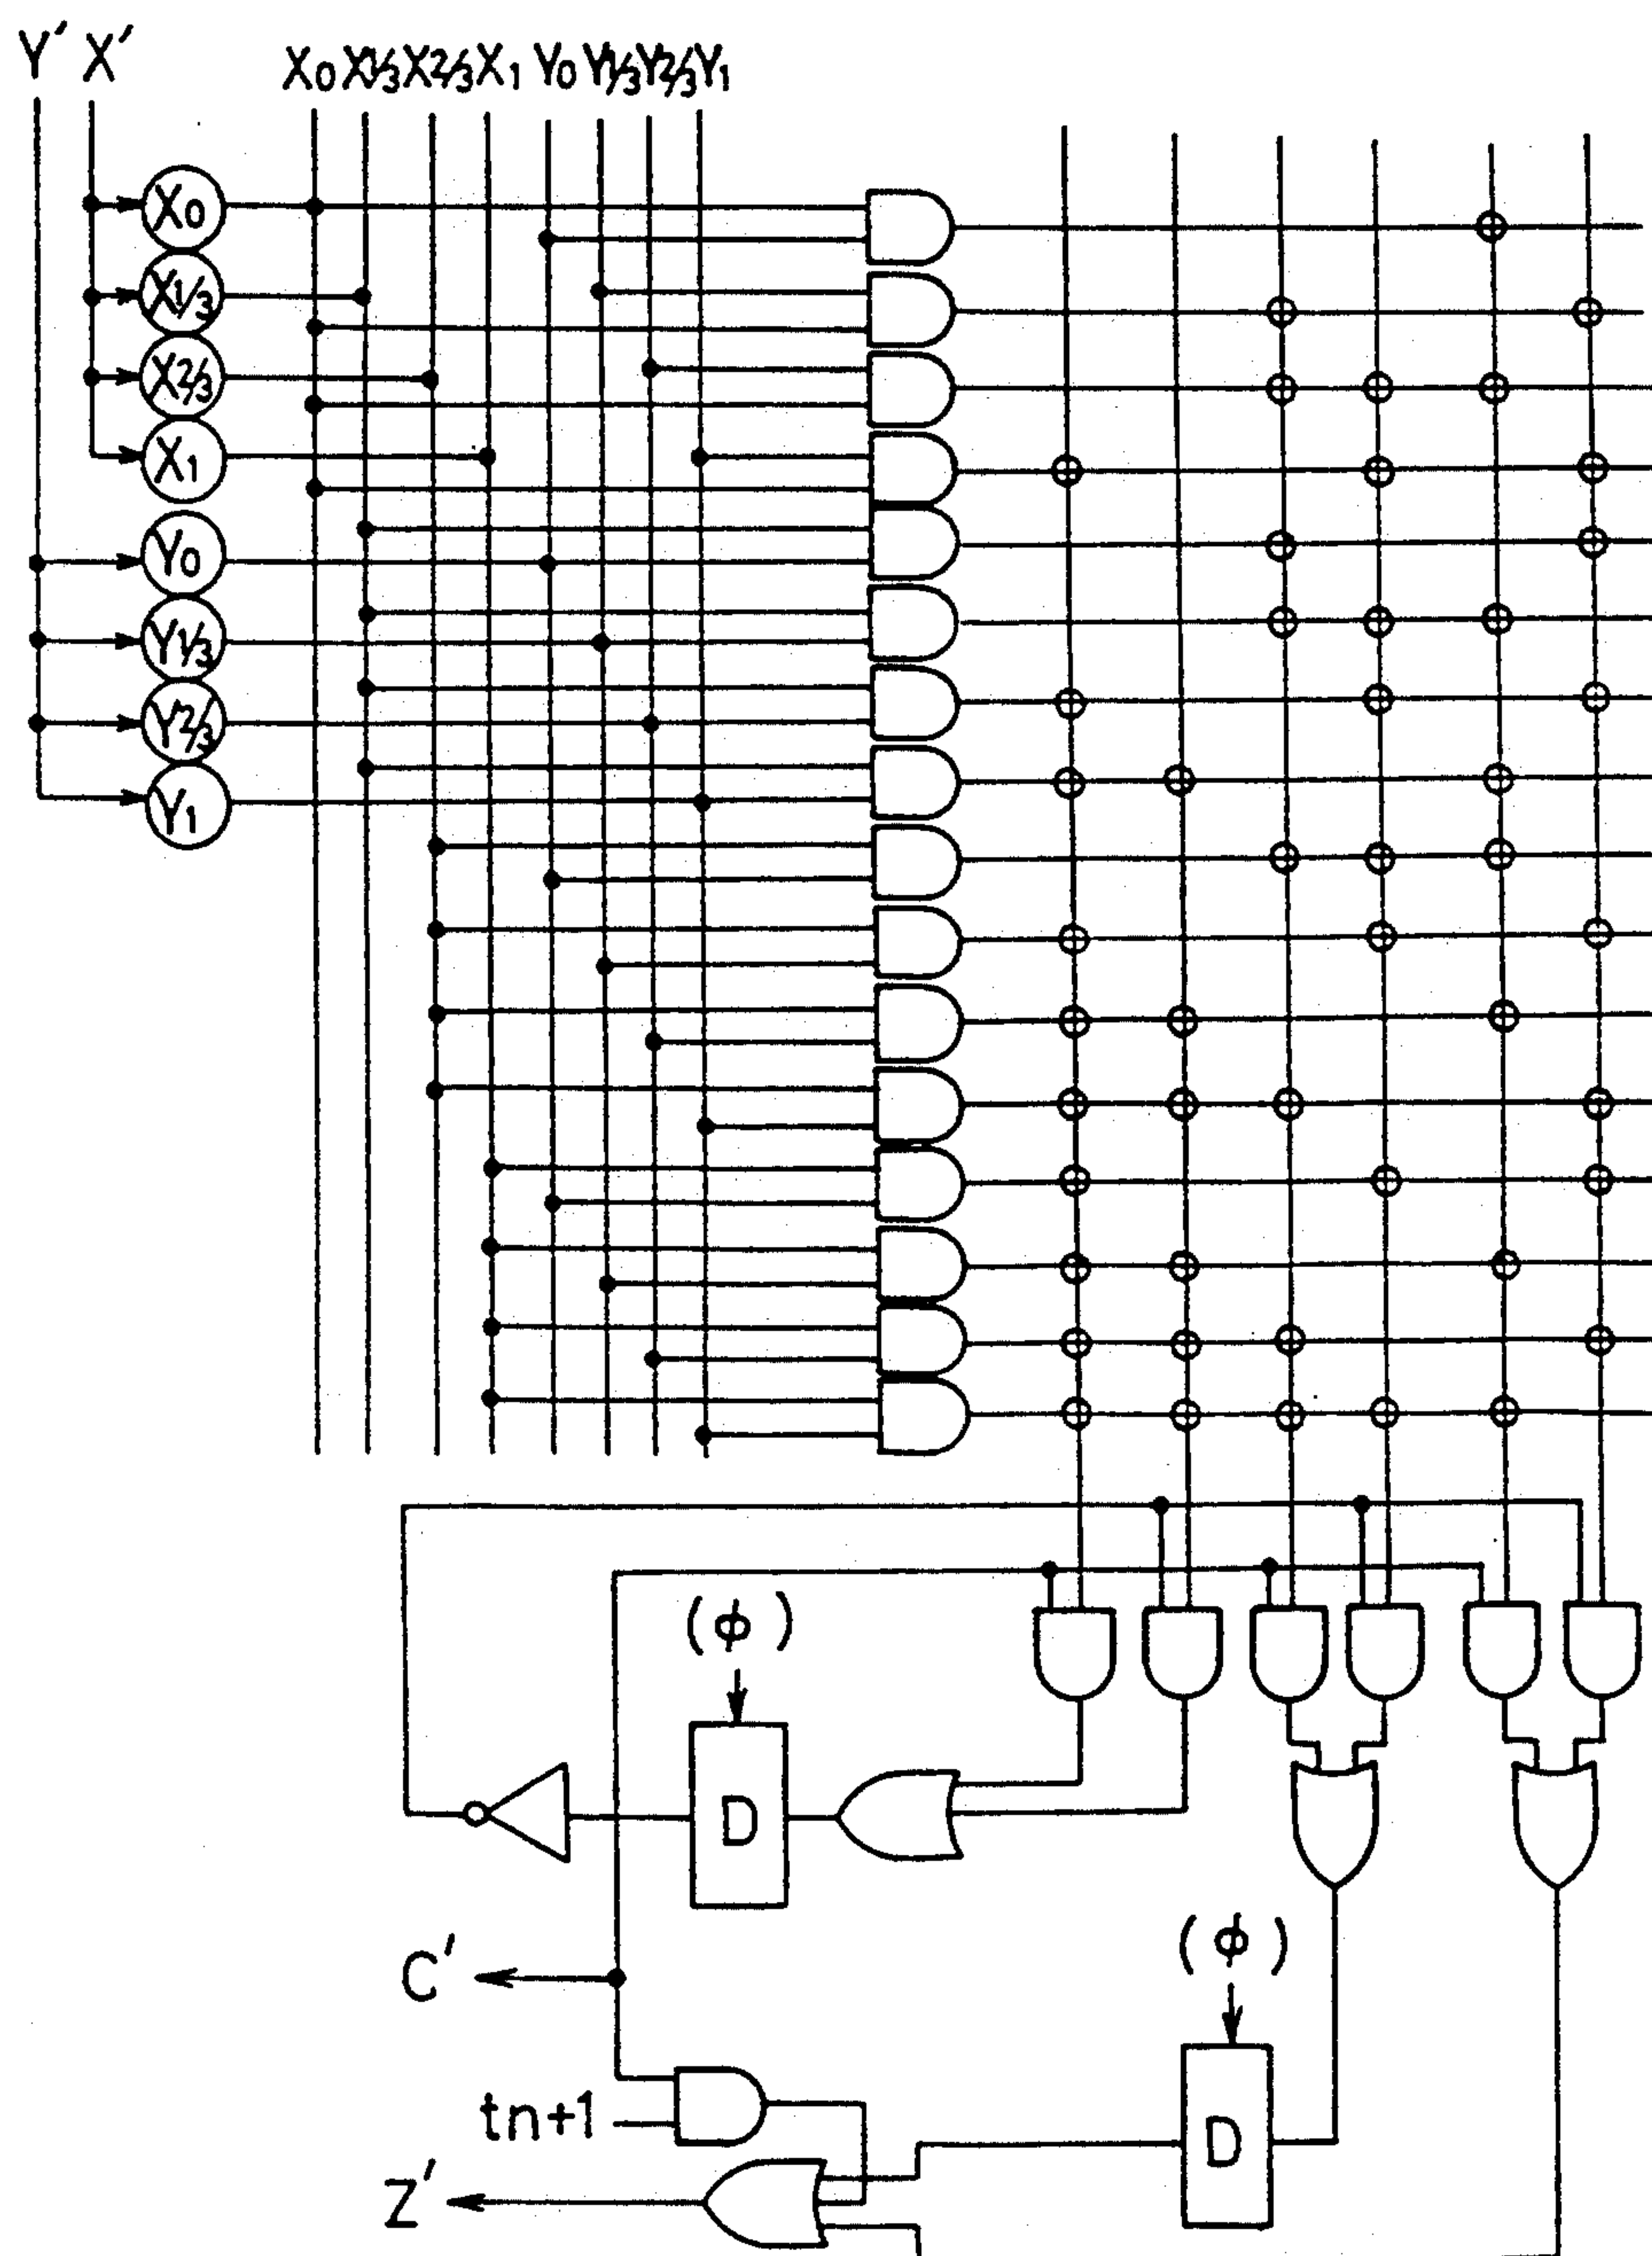 Y′ X′ X0 X1/3 X2/3 X1 Y0 Y1/3 Y2/3 Y1
X0
X1/3
X2/3
X1
Y0
Y1/3
Y2/3
Y1
(ϕ)
D
(ϕ)
C′
tn+1
D
Z′